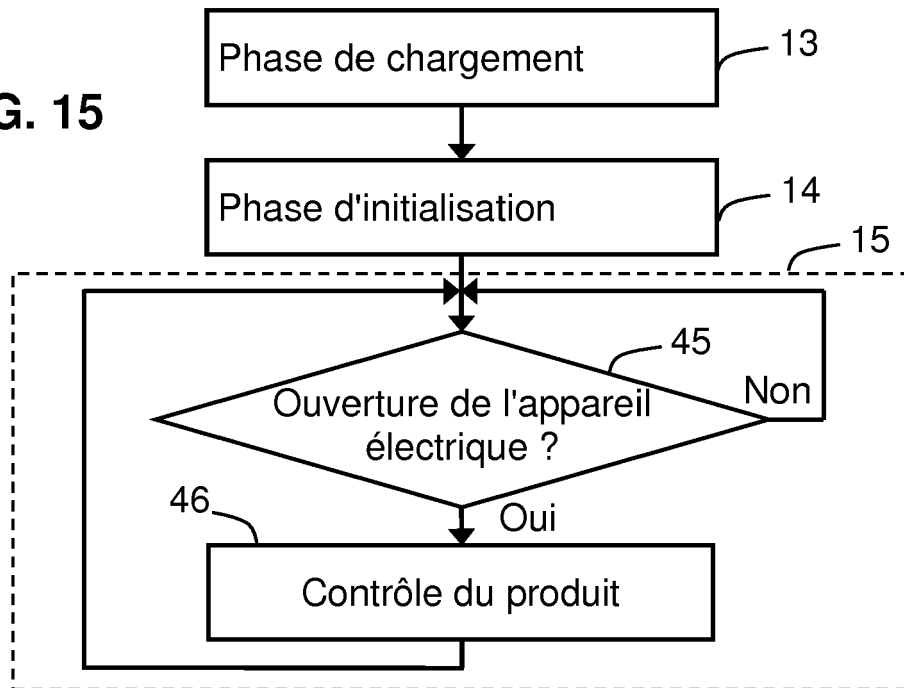 Phase de chargement
13
G. 15
Phase d'initialisation
14
15
45
Ouverture de l'appareil
électrique ?
Non
46
Oui
Contrôle du produit